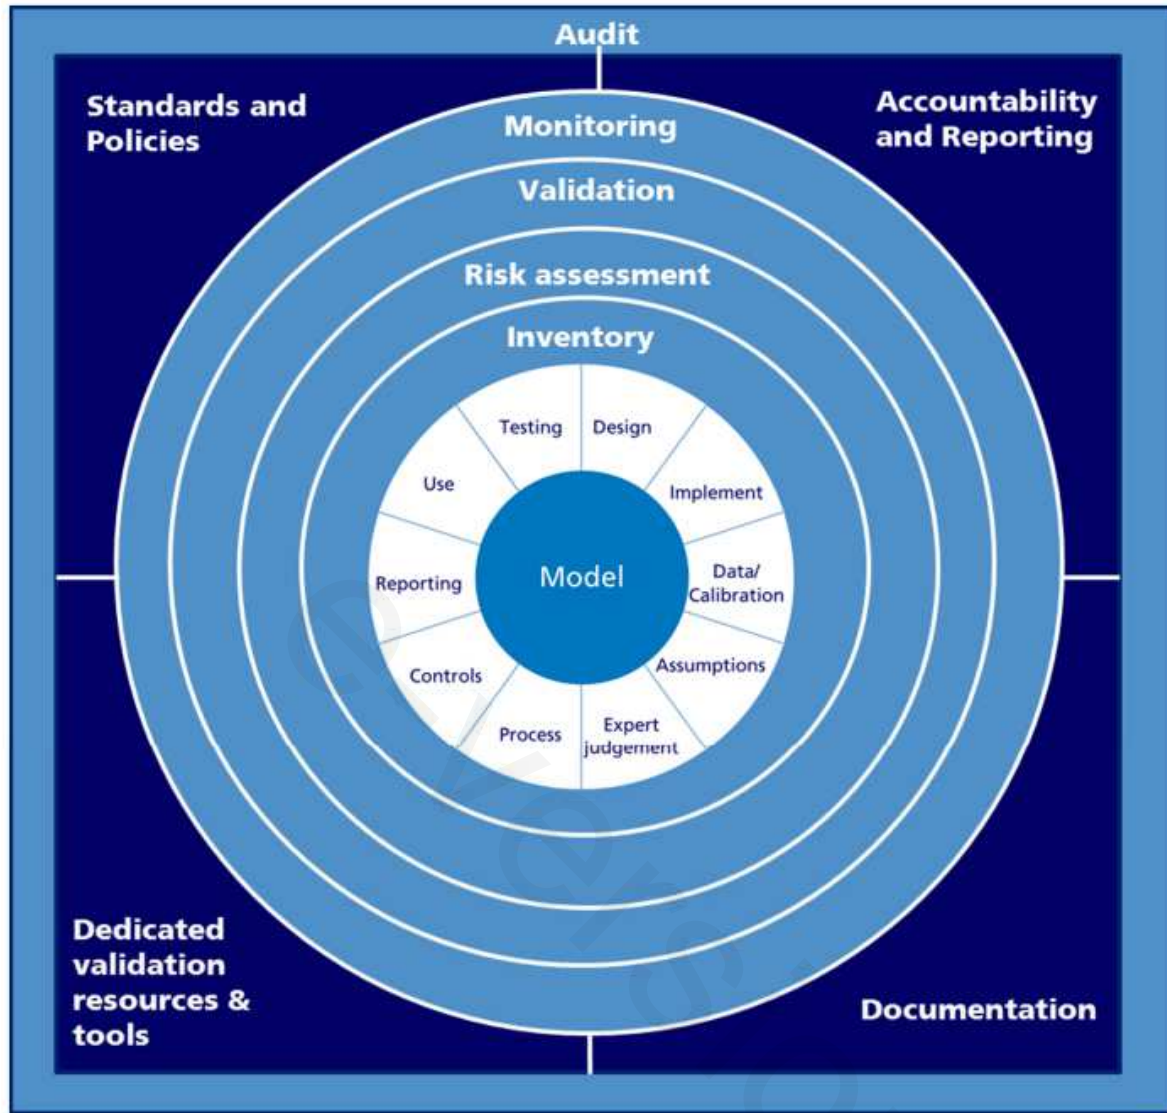 Audit
Standards and
Policies
Accountability
and Reporting
Monitoring
Validation
Risk assessment
Inventory
Testing
Design
Use
Implement
Reporting
Model
Data/
Calibration
Controls
Assumptions
Process
Expert
judgement
Dedicated
validation
resources &
tools
Documentation